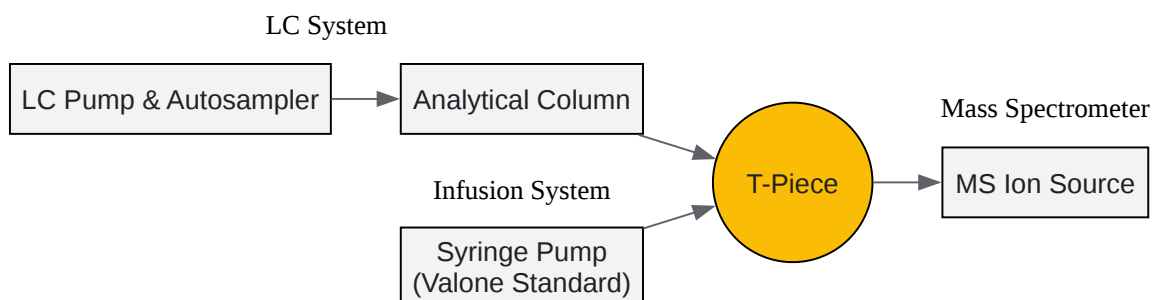 LC System
LC Pump & Autosampler
Analytical Column
Infusion System
Syringe Pump
(Valone Standard)
T-Piece
Mass Spectrometer
MS Ion Source